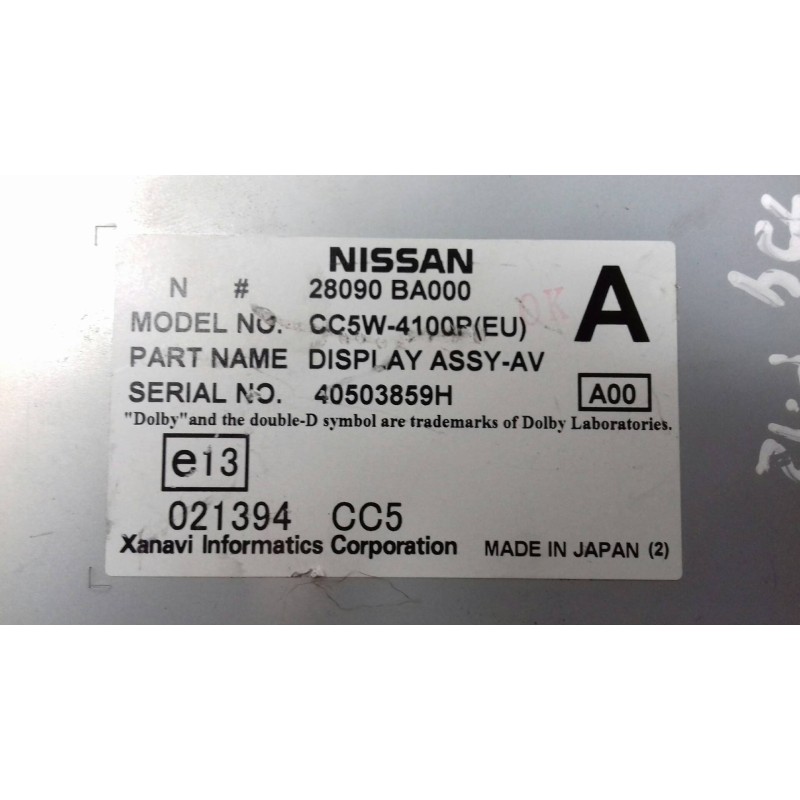 NISSAN
N # 28090 BA000 OK A
MODEL NO. CC5W-4100P(EU)
PART NAME DISPLAY ASSY-AV
SERIAL NO. 40503859H A00
"Dolby"and the double-D symbol are trademarks of Dolby Laboratories.
e13
021394 CC5
Xanavi Informatics Corporation MADE IN JAPAN (2)